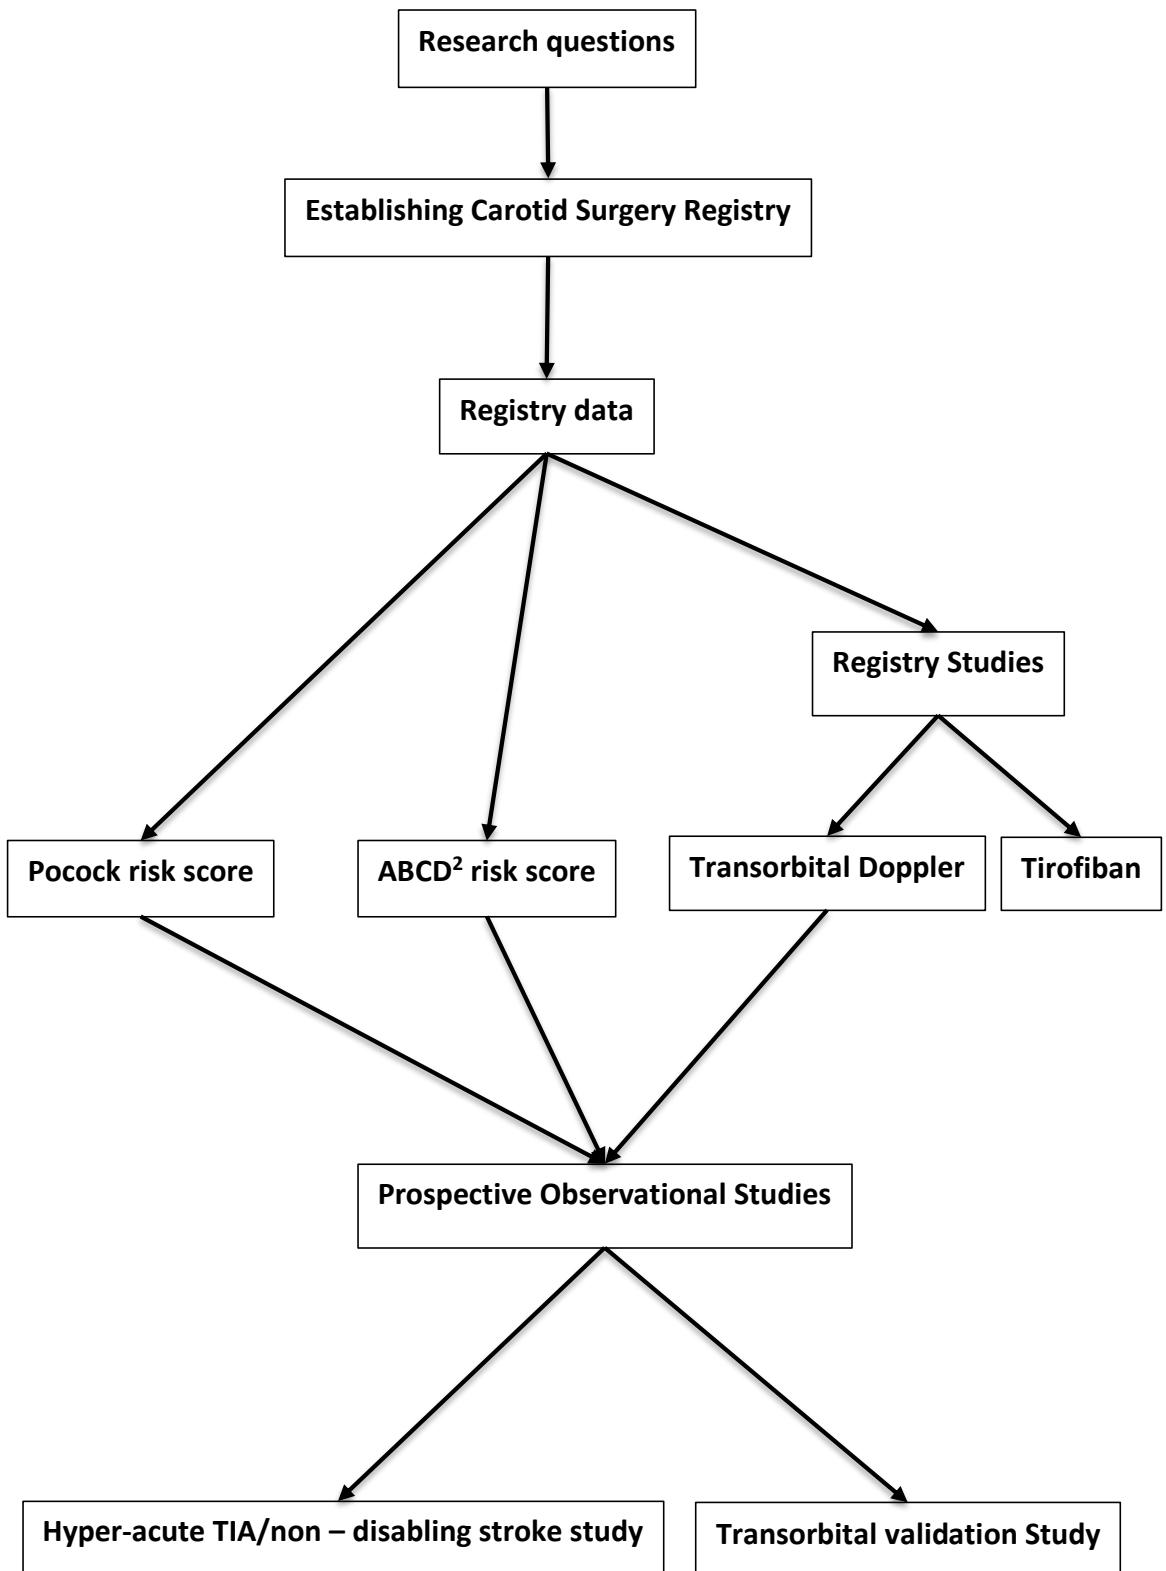 Research questions
Establishing Carotid Surgery Registry
Registry data
Registry Studies
Pocock risk score
ABCD² risk score
Transorbital Doppler
Tirofiban
Prospective Observational Studies
Hyper-acute TIA/non – disabling stroke study
Transorbital validation Study